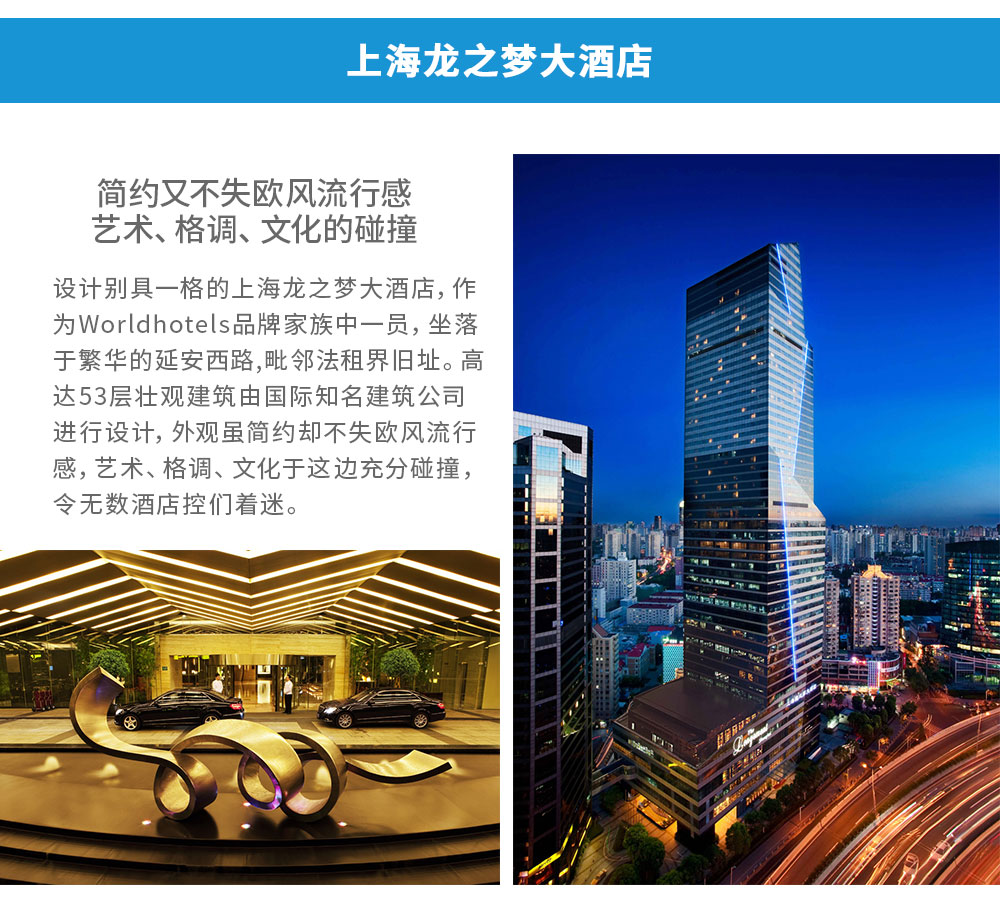 上海龙之梦大酒店
简约又不失欧风流行感
艺术、格调、文化的碰撞
设计别具一格的上海龙之梦大酒店，作
为Worldhotels品牌家族中一员，坐落
于繁华的延安西路,毗邻法租界旧址。高
达53层壮观建筑由国际知名建筑公司
进行设计，外观虽简约却不失欧风流行
感，艺术、格调、文化于这边充分碰撞，
令无数酒店控们着迷。
The
Longemont